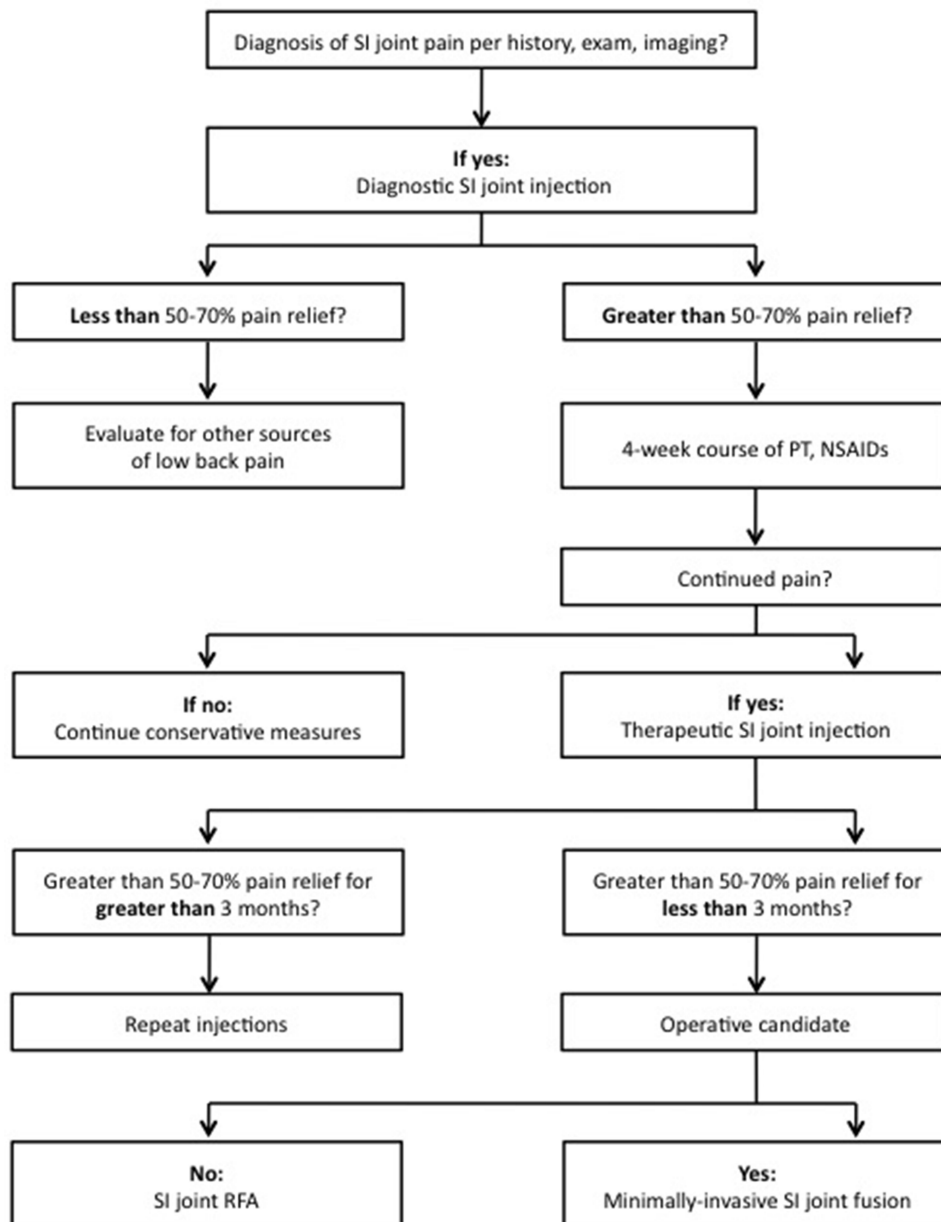 Diagnosis of SI joint pain per history, exam, imaging?
If yes:
Diagnostic SI joint injection
Less than 50-70% pain relief?
Greater than 50-70% pain relief?
Evaluate for other sources
of low back pain
4-week course of PT, NSAIDs
Continued pain?
If no:
Continue conservative measures
If yes:
Therapeutic SI joint injection
Greater than 50-70% pain relief for
greater than 3 months?
Greater than 50-70% pain relief for
less than 3 months?
Repeat injections
Operative candidate
No:
SI joint RFA
Yes:
Minimally-invasive SI joint fusion